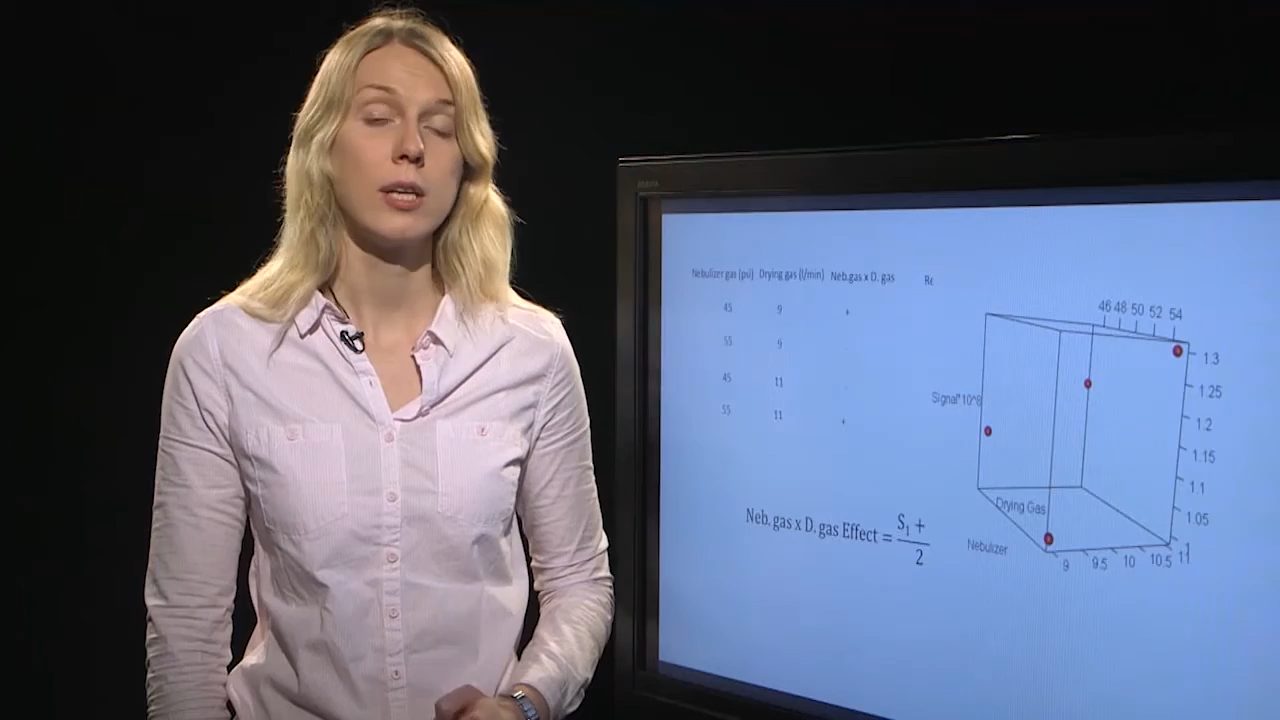 Nebulizer gas (psi) Drying gas (l/min) Neb.gas x D. gas Re
45 9 +
55 9
45 11
55 11
Neb. gas x D. gas Effect = S1 + / 2
46 48 50 52 54
1.3
1.25
1.2
1.15
1.1
1.05
1
Signal*10^8
Drying Gas
Nebulizer
9 9.5 10 10.5 11